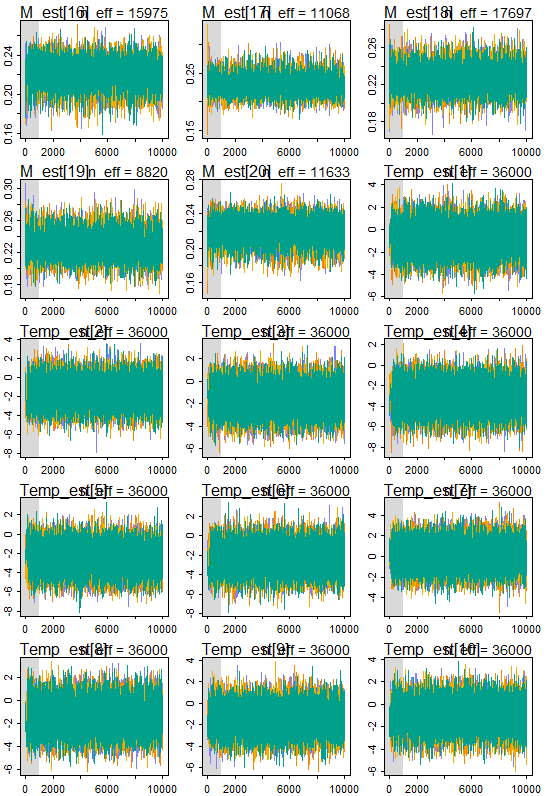 M_est[16] n_eff = 15975 M_est[17] n_eff = 11068 M_est[18] n_eff = 17697
0.16 0.20 0.24 0.15 0.25 0.18 0.22 0.26
0 2000 6000 10000 0 2000 6000 10000 0 2000 6000 10000
M_est[19] n_eff = 8820 M_est[20] n_eff = 11633 Temp_est[1] n_eff = 36000
0.18 0.22 0.26 0.30 0.16 0.20 0.24 0.28 -6 -4 -2 0 2 4
0 2000 6000 10000 0 2000 6000 10000 0 2000 6000 10000
Temp_est[2] n_eff = 36000 Temp_est[3] n_eff = 36000 Temp_est[4] n_eff = 36000
-8 -6 -4 -2 0 2 4 -6 -4 -2 0 2 -8 -6 -4 -2 0 2
0 2000 6000 10000 0 2000 6000 10000 0 2000 6000 10000
Temp_est[5] n_eff = 36000 Temp_est[6] n_eff = 36000 Temp_est[7] n_eff = 36000
-8 -6 -4 -2 0 2 -8 -6 -4 -2 0 2 -4 -2 0 2 4
0 2000 6000 10000 0 2000 6000 10000 0 2000 6000 10000
Temp_est[8] n_eff = 36000 Temp_est[9] n_eff = 36000 Temp_est[10] n_eff = 36000
-6 -4 -2 0 2 -6 -4 -2 0 2 4 -6 -4 -2 0 2 4
0 2000 6000 10000 0 2000 6000 10000 0 2000 6000 10000